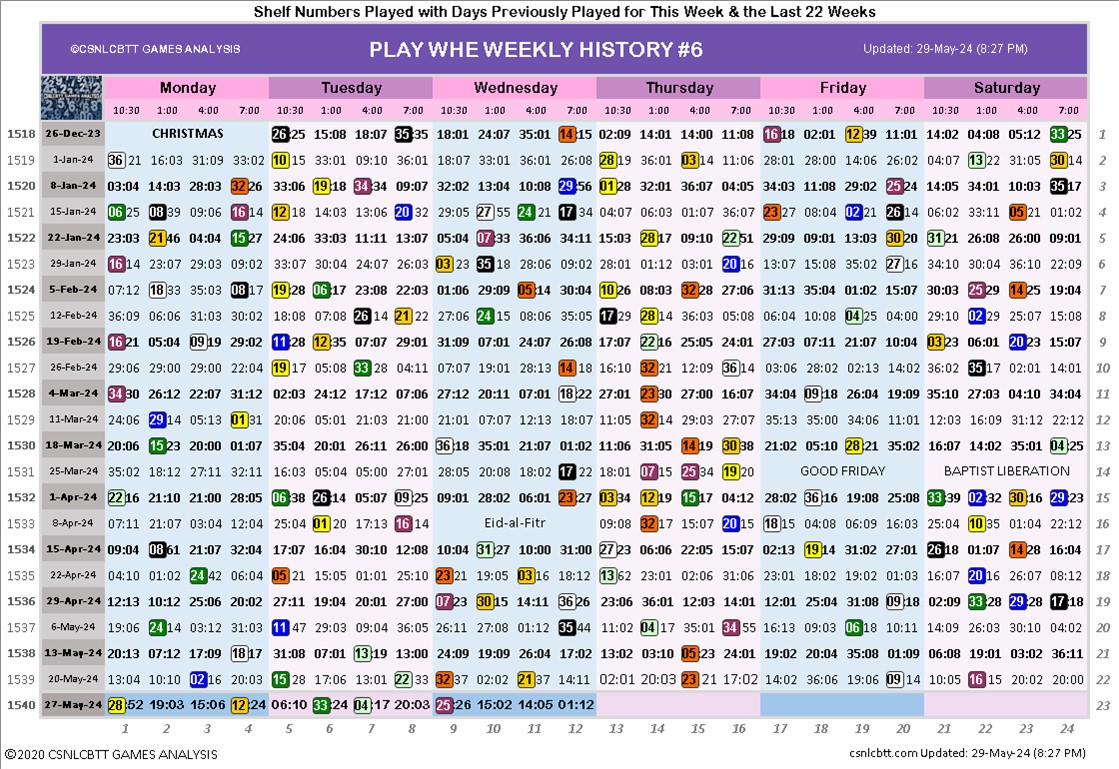 Shelf Numbers Played with Days Previously Played for This Week & the Last 22 Weeks
©CSNLCBTT GAMES ANALYSIS PLAY WHE WEEKLY HISTORY #6 Updated: 29-May-24 (8:27 PM)
Monday Tuesday Wednesday Thursday Friday Saturday
10:30 1:00 4:00 7:00 10:30 1:00 4:00 7:00 10:30 1:00 4:00 7:00 10:30 1:00 4:00 7:00 10:30 1:00 4:00 7:00 10:30 1:00 4:00 7:00
1518 26-Dec-23 CHRISTMAS 26:25 15:08 18:07 35:35 18:01 24:07 35:01 14:15 02:09 14:01 14:00 11:08 16:18 02:01 12:39 11:01 14:02 04:08 05:12 33:25 1
1519 1-Jan-24 36:21 16:03 31:09 33:02 10:15 33:01 09:10 36:01 18:07 33:01 36:01 26:08 28:19 36:01 03:14 11:06 28:01 28:00 14:06 26:02 04:07 13:22 31:05 30:14 2
1520 8-Jan-24 03:04 14:03 28:03 32:26 33:06 19:18 34:34 09:07 32:02 13:04 10:08 29:56 01:28 32:01 36:07 04:05 34:03 11:08 29:02 25:24 14:05 34:01 10:03 35:17 3
1521 15-Jan-24 06:25 08:39 09:06 16:14 12:18 14:03 13:06 20:32 29:05 27:55 24:21 17:34 04:07 06:03 01:07 36:07 23:27 08:04 02:21 26:14 06:02 33:11 05:21 01:02 4
1522 22-Jan-24 23:03 21:46 04:04 15:27 24:06 33:03 11:11 13:07 05:04 07:33 36:06 34:11 15:03 28:17 09:10 22:51 29:09 09:01 13:03 30:20 31:21 26:08 26:00 09:01 5
1523 29-Jan-24 16:14 23:07 29:03 09:02 33:07 30:04 24:07 26:03 03:23 35:18 28:06 09:02 28:01 01:12 03:01 20:16 13:07 15:08 35:02 27:16 34:10 30:04 36:10 22:09 6
1524 5-Feb-24 07:12 18:33 35:04 08:17 19:28 06:17 23:08 22:03 01:06 29:09 05:14 01:01 10:26 08:03 32:28 27:06 31:13 35:04 01:04 15:07 30:03 25:29 14:25 19:04 7
1525 12-Feb-24 36:09 06:06 31:03 30:02 18:08 07:08 26:14 21:22 27:06 24:15 08:06 35:05 17:29 28:14 36:03 05:08 06:04 10:08 04:25 04:00 29:10 02:29 25:07 15:08 8
1526 19-Feb-24 16:21 05:04 09:19 29:02 11:28 12:35 07:07 29:01 31:09 07:01 24:07 26:08 17:07 22:16 25:05 24:01 27:03 07:11 21:07 10:04 03:23 06:01 20:23 15:07 9
1527 26-Feb-24 29:06 29:00 29:00 22:04 19:17 05:08 33:28 07:06 07:07 19:01 28:13 14:18 16:10 32:21 12:09 36:14 03:06 28:02 02:13 14:02 36:02 35:17 02:01 14:01 10
1528 4-Mar-24 34:30 26:12 22:07 31:12 02:03 24:12 17:12 07:06 27:12 20:11 07:01 18:22 27:01 23:30 27:00 16:07 34:04 09:18 26:04 19:09 35:10 27:03 04:10 34:04 11
1529 11-Mar-24 24:06 29:14 05:13 01:31 20:06 05:01 21:03 21:00 21:01 07:07 12:13 18:07 11:05 32:14 29:03 27:07 35:13 35:00 34:06 11:01 12:03 16:09 31:12 22:12 12
1530 18-Mar-24 20:06 15:23 20:00 01:07 35:04 20:01 26:11 26:00 36:18 35:01 21:07 01:02 11:06 31:05 14:19 30:38 21:02 05:10 28:21 35:02 16:07 14:02 35:01 04:25 13
1531 25-Mar-24 35:02 18:12 27:11 32:11 16:03 05:04 05:00 27:01 28:05 20:08 18:02 17:22 18:01 07:15 25:34 19:20 GOOD FRIDAY BAPTIST LIBERATION 14
1532 1-Apr-24 22:16 21:10 21:00 28:05 06:38 26:14 05:07 09:25 09:01 28:02 06:01 23:27 03:34 12:19 15:17 04:12 28:02 36:16 19:08 25:08 33:39 02:32 30:16 29:23 15
1533 8-Apr-24 07:11 21:07 03:04 12:04 25:04 01:20 17:13 16:14 Eid-al-Fitr 09:08 32:17 15:07 20:15 18:15 04:08 06:09 16:03 25:04 10:35 01:04 22:12 16
1534 15-Apr-24 09:04 08:61 21:07 32:04 17:07 16:04 30:10 12:08 10:04 31:27 10:00 31:00 27:23 06:06 22:05 15:07 02:13 19:14 31:02 27:01 26:18 01:07 14:28 16:04 17
1535 22-Apr-24 04:10 01:02 24:42 06:04 05:21 15:05 01:01 25:10 23:21 19:05 03:16 18:12 13:62 23:01 02:06 31:06 23:01 18:02 19:02 01:03 16:07 20:16 26:07 08:12 18
1536 29-Apr-24 12:13 10:12 25:06 20:02 27:11 19:04 20:01 27:00 07:23 30:15 14:11 36:26 23:06 36:01 12:03 14:01 12:01 25:04 31:08 09:18 02:09 33:28 29:28 17:18 19
1537 6-May-24 19:06 24:14 03:12 31:03 11:47 29:03 09:04 36:05 26:11 27:08 01:12 35:44 11:02 04:17 35:01 34:55 16:13 09:03 06:18 10:11 14:09 26:03 30:10 04:02 20
1538 13-May-24 20:13 07:12 17:09 18:17 31:08 07:01 13:19 13:00 24:09 21:09 16:04 17:02 13:02 03:10 05:23 24:01 19:02 20:04 35:08 01:09 06:08 19:01 03:02 36:11 21
1539 20-May-24 13:04 10:10 02:16 20:03 15:28 17:06 13:03 22:33 32:37 02:02 21:37 14:11 02:01 20:03 23:21 17:02 14:02 36:06 19:06 09:14 10:05 16:15 20:02 20:00 22
1540 27-May-24 28:52 19:03 15:06 12:24 06:10 33:24 04:17 20:03 25:26 15:02 14:05 01:12 23
1 2 3 4 5 6 7 8 9 10 11 12 13 14 15 16 17 18 19 20 21 22 23 24
©2020 CSNLCBTT GAMES ANALYSIS csnlcbtt.com Updated: 29-May-24 (8:27 PM)